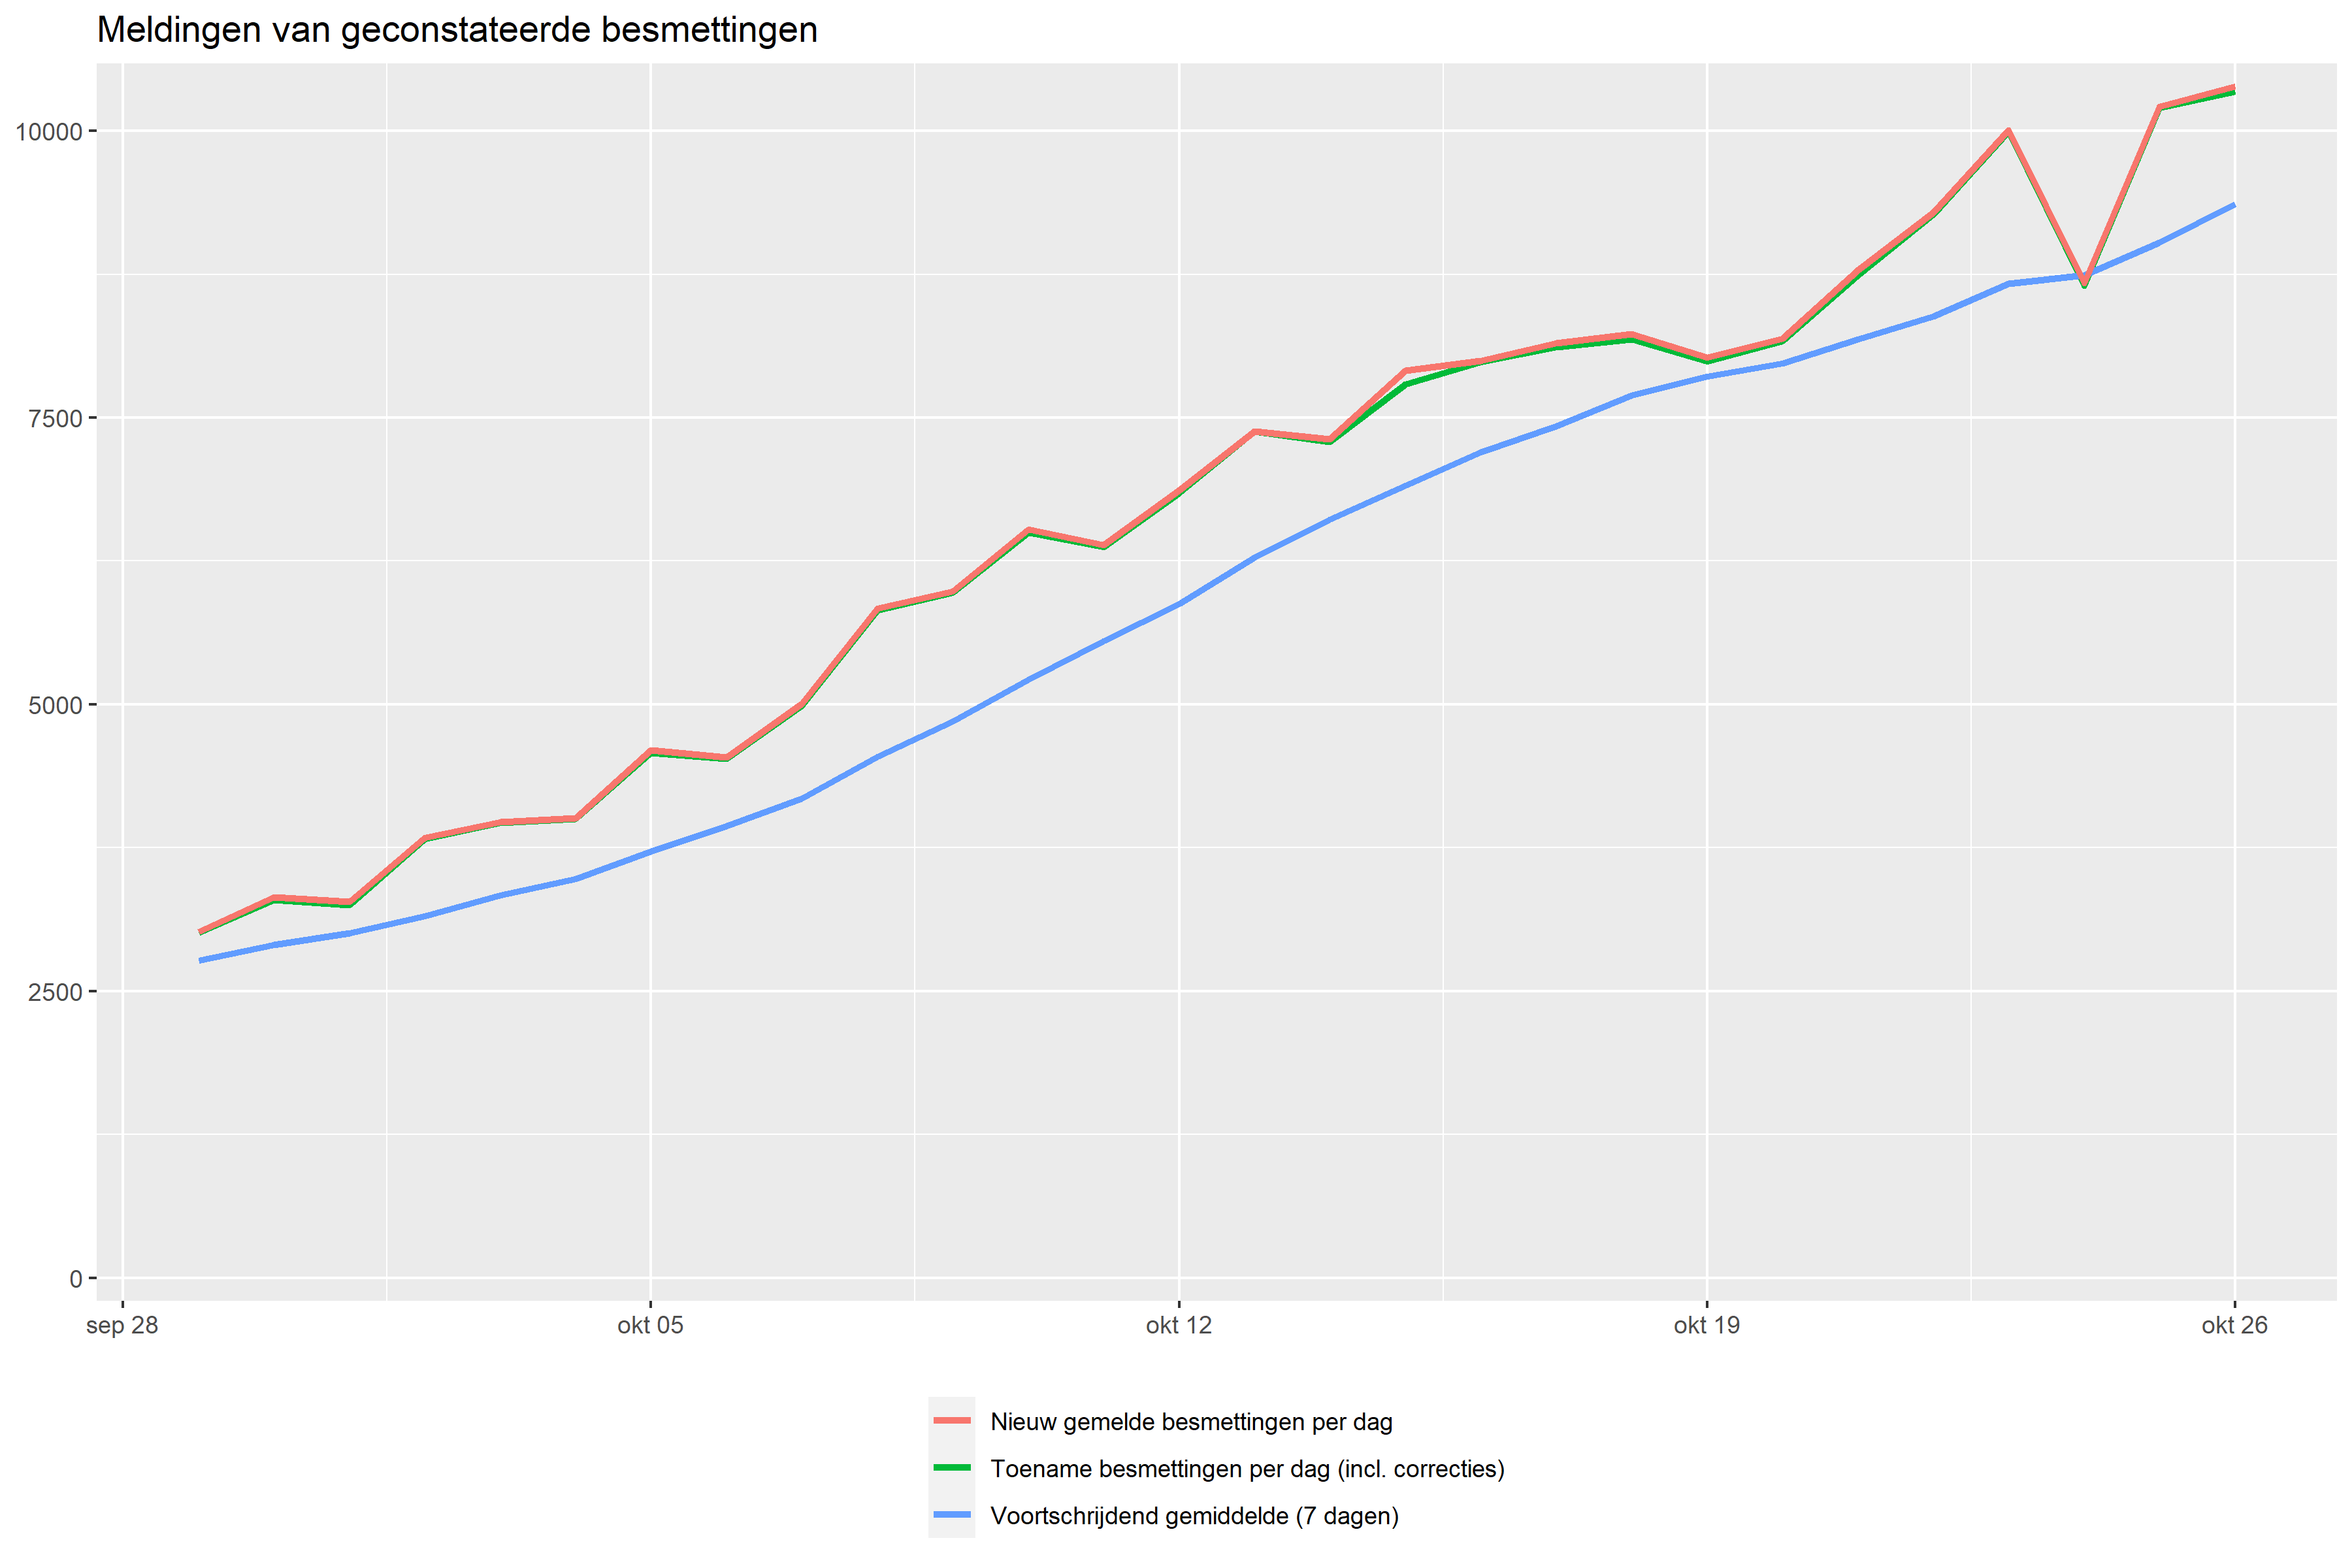 Meldingen van geconstateerde besmettingen
10000
7500
5000
2500
0
sep 28 okt 05 okt 12 okt 19 okt 26
Nieuw gemelde besmettingen per dag
Toename besmettingen per dag (incl. correcties)
Voortschrijdend gemiddelde (7 dagen)